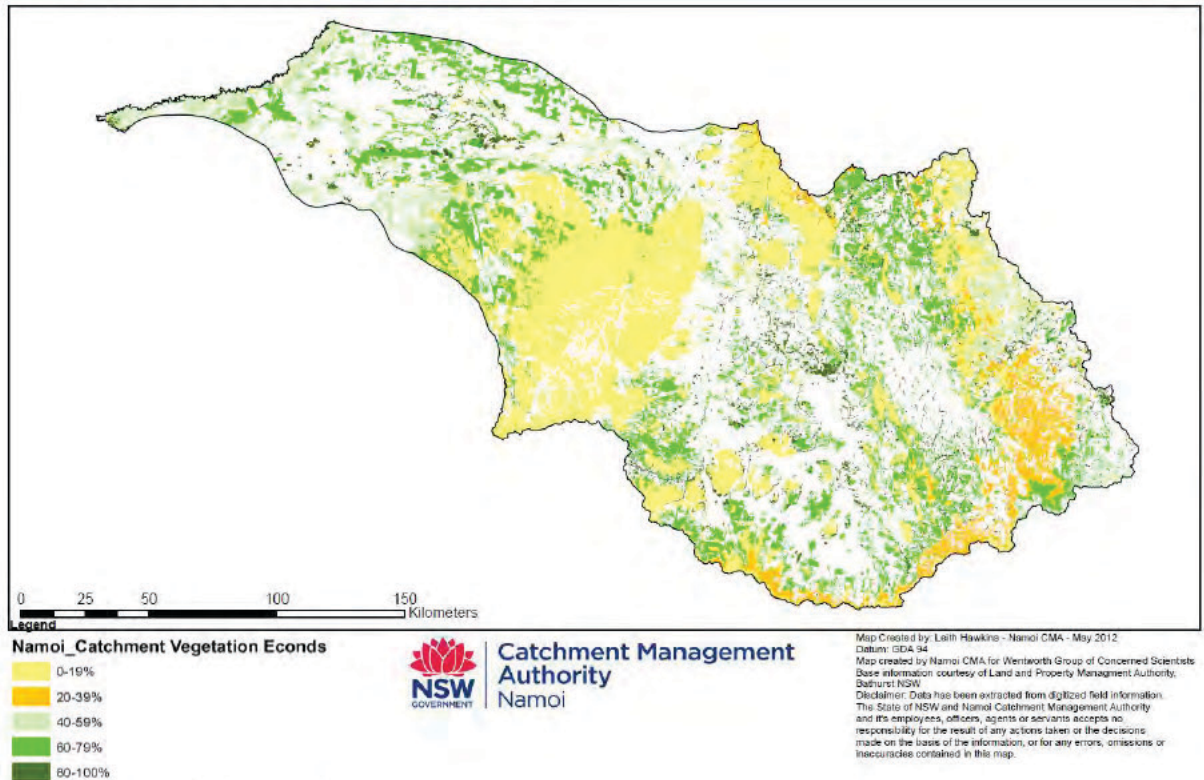 0 25 50 100 150
Kilometers
Legend
Namoi_Catchment Vegetation Econds
0-19%
20-39%
40-59%
60-79%
80-100%
NSW
GOVERNMENT
Catchment Management
Authority
Namoi
Map Created by: Leith Hawkins - Namoi CMA - May 2012
Datum: GDA 94
Map created by Namoi CMA for Wentworth Group of Concerned Scientists
Base information courtesy of Land and Property Managment Authority,
Bathurst NSW
Disclaimer: Data has been extracted from digitized field information.
The State of NSW and Namoi Catchment Management Authority
and it's employees, officers, agents or servants accepts no
responsibility for the result of any actions taken or the decisions
made on the basis of the information, or for any errors, omissions or
inaccuracies contained in this map.